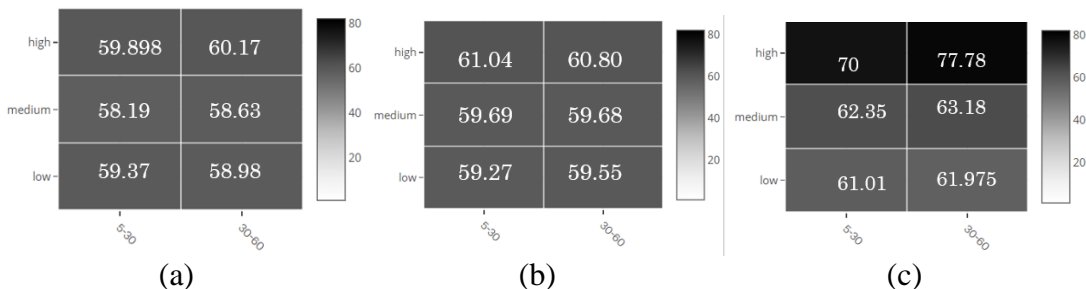 high 59.898 60.17 80
60
medium 58.19 58.63 40
low 59.37 58.98 20
5-30 30-60
(a)
high 61.04 60.80 80
60
medium 59.69 59.68 40
low 59.27 59.55 20
5-30 30-60
(b)
high 70 77.78 80
60
medium 62.35 63.18 40
low 61.01 61.975 20
5-30 30-60
(c)